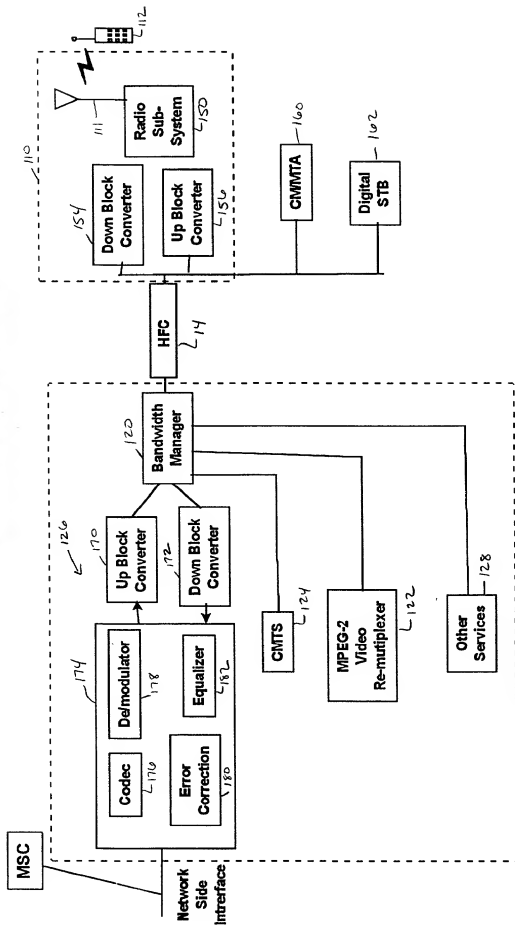 MSC
Network
Side
Intrerface
174
Codec
176
De/modulator
178
Error
Correction
180
Equalizer
182
126
170
Up Block
Converter
172
Down Block
Converter
120
Bandwidth
Manager
CMTS
124
MPEG-2
Video
Re-mutiplexer
122
Other
Services
128
HFC
14
110
154
Down Block
Converter
Up Block
Converter
156
111
Radio
Sub-
System
150
112
CM/MTA
160
Digital
STB
162